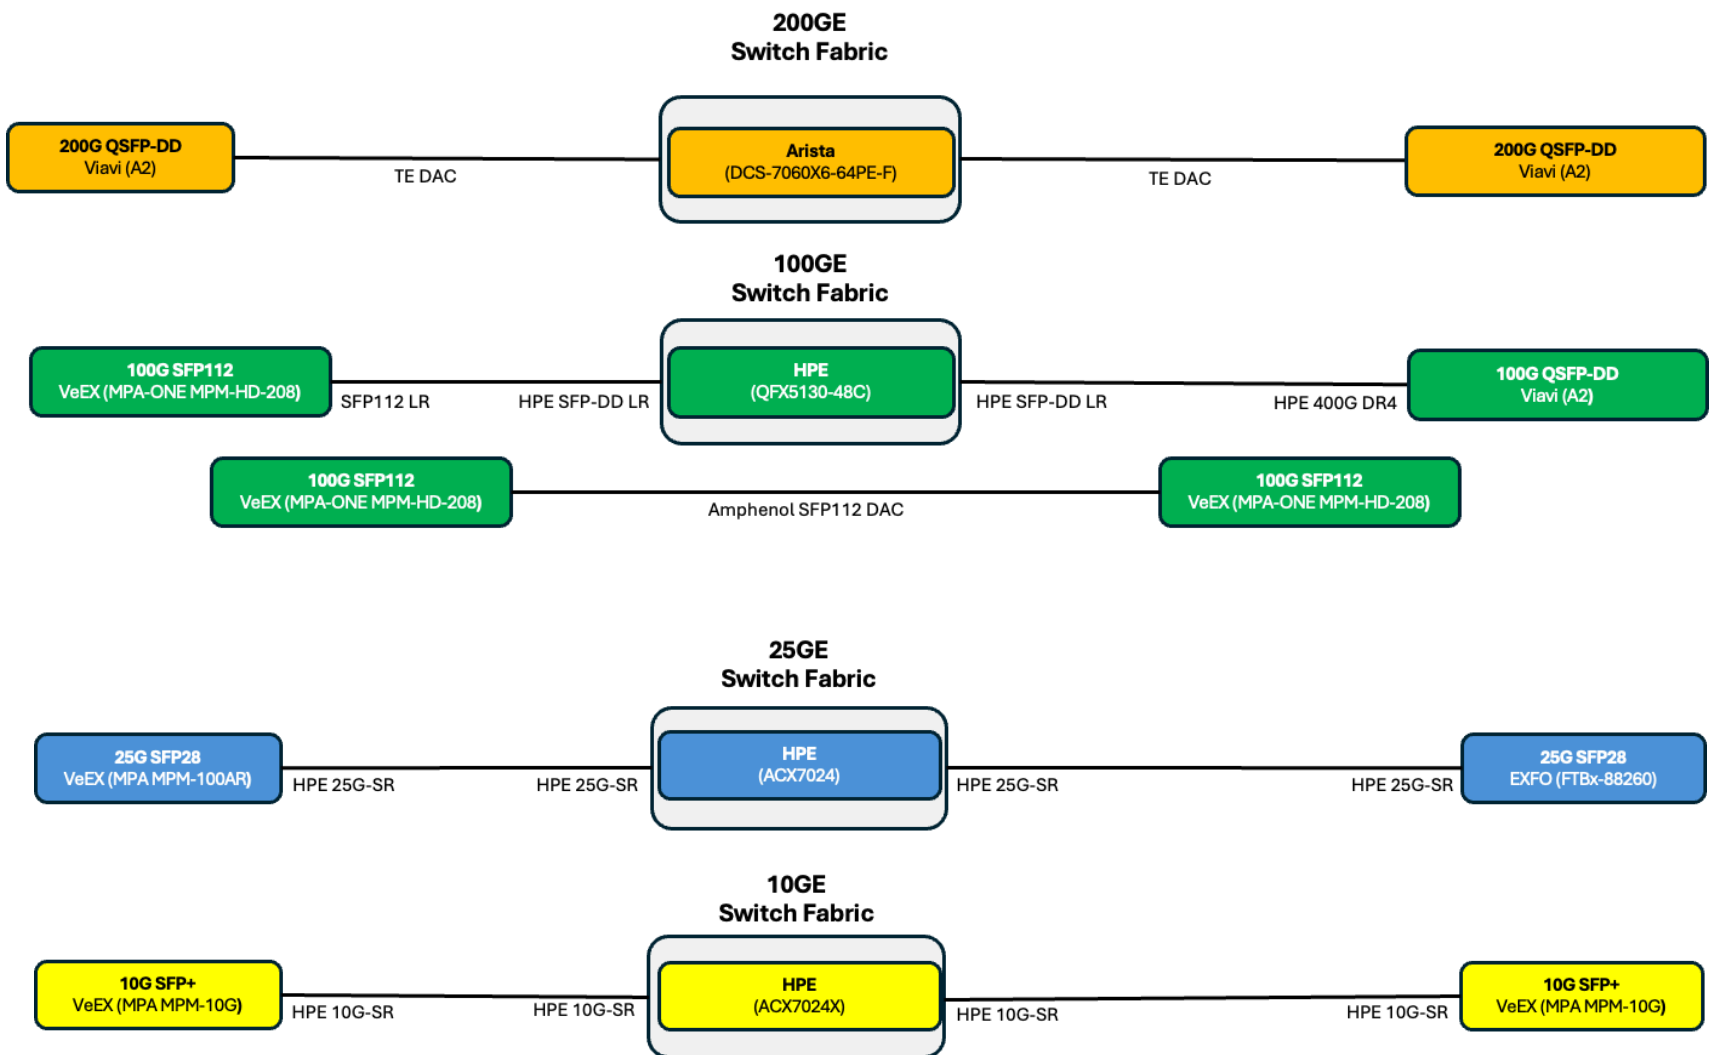 200GE
Switch Fabric
200G QSFP-DD
Viavi (A2)
TE DAC
Arista
(DCS-7060X6-64PE-F)
TE DAC
200G QSFP-DD
Viavi (A2)
100GE
Switch Fabric
100G SFP112
VeEX (MPA-ONE MPM-HD-208)
SFP112 LR
HPE SFP-DD LR
HPE
(QFX5130-48C)
HPE SFP-DD LR
HPE 400G DR4
100G QSFP-DD
Viavi (A2)
100G SFP112
VeEX (MPA-ONE MPM-HD-208)
Amphenol SFP112 DAC
100G SFP112
VeEX (MPA-ONE MPM-HD-208)
25GE
Switch Fabric
25G SFP28
VeEX (MPA MPM-100AR)
HPE 25G-SR
HPE 25G-SR
HPE
(ACX7024)
HPE 25G-SR
HPE 25G-SR
25G SFP28
EXFO (FTBx-88260)
10GE
Switch Fabric
10G SFP+
VeEX (MPA MPM-10G)
HPE 10G-SR
HPE 10G-SR
HPE
(ACX7024X)
HPE 10G-SR
HPE 10G-SR
10G SFP+
VeEX (MPA MPM-10G)